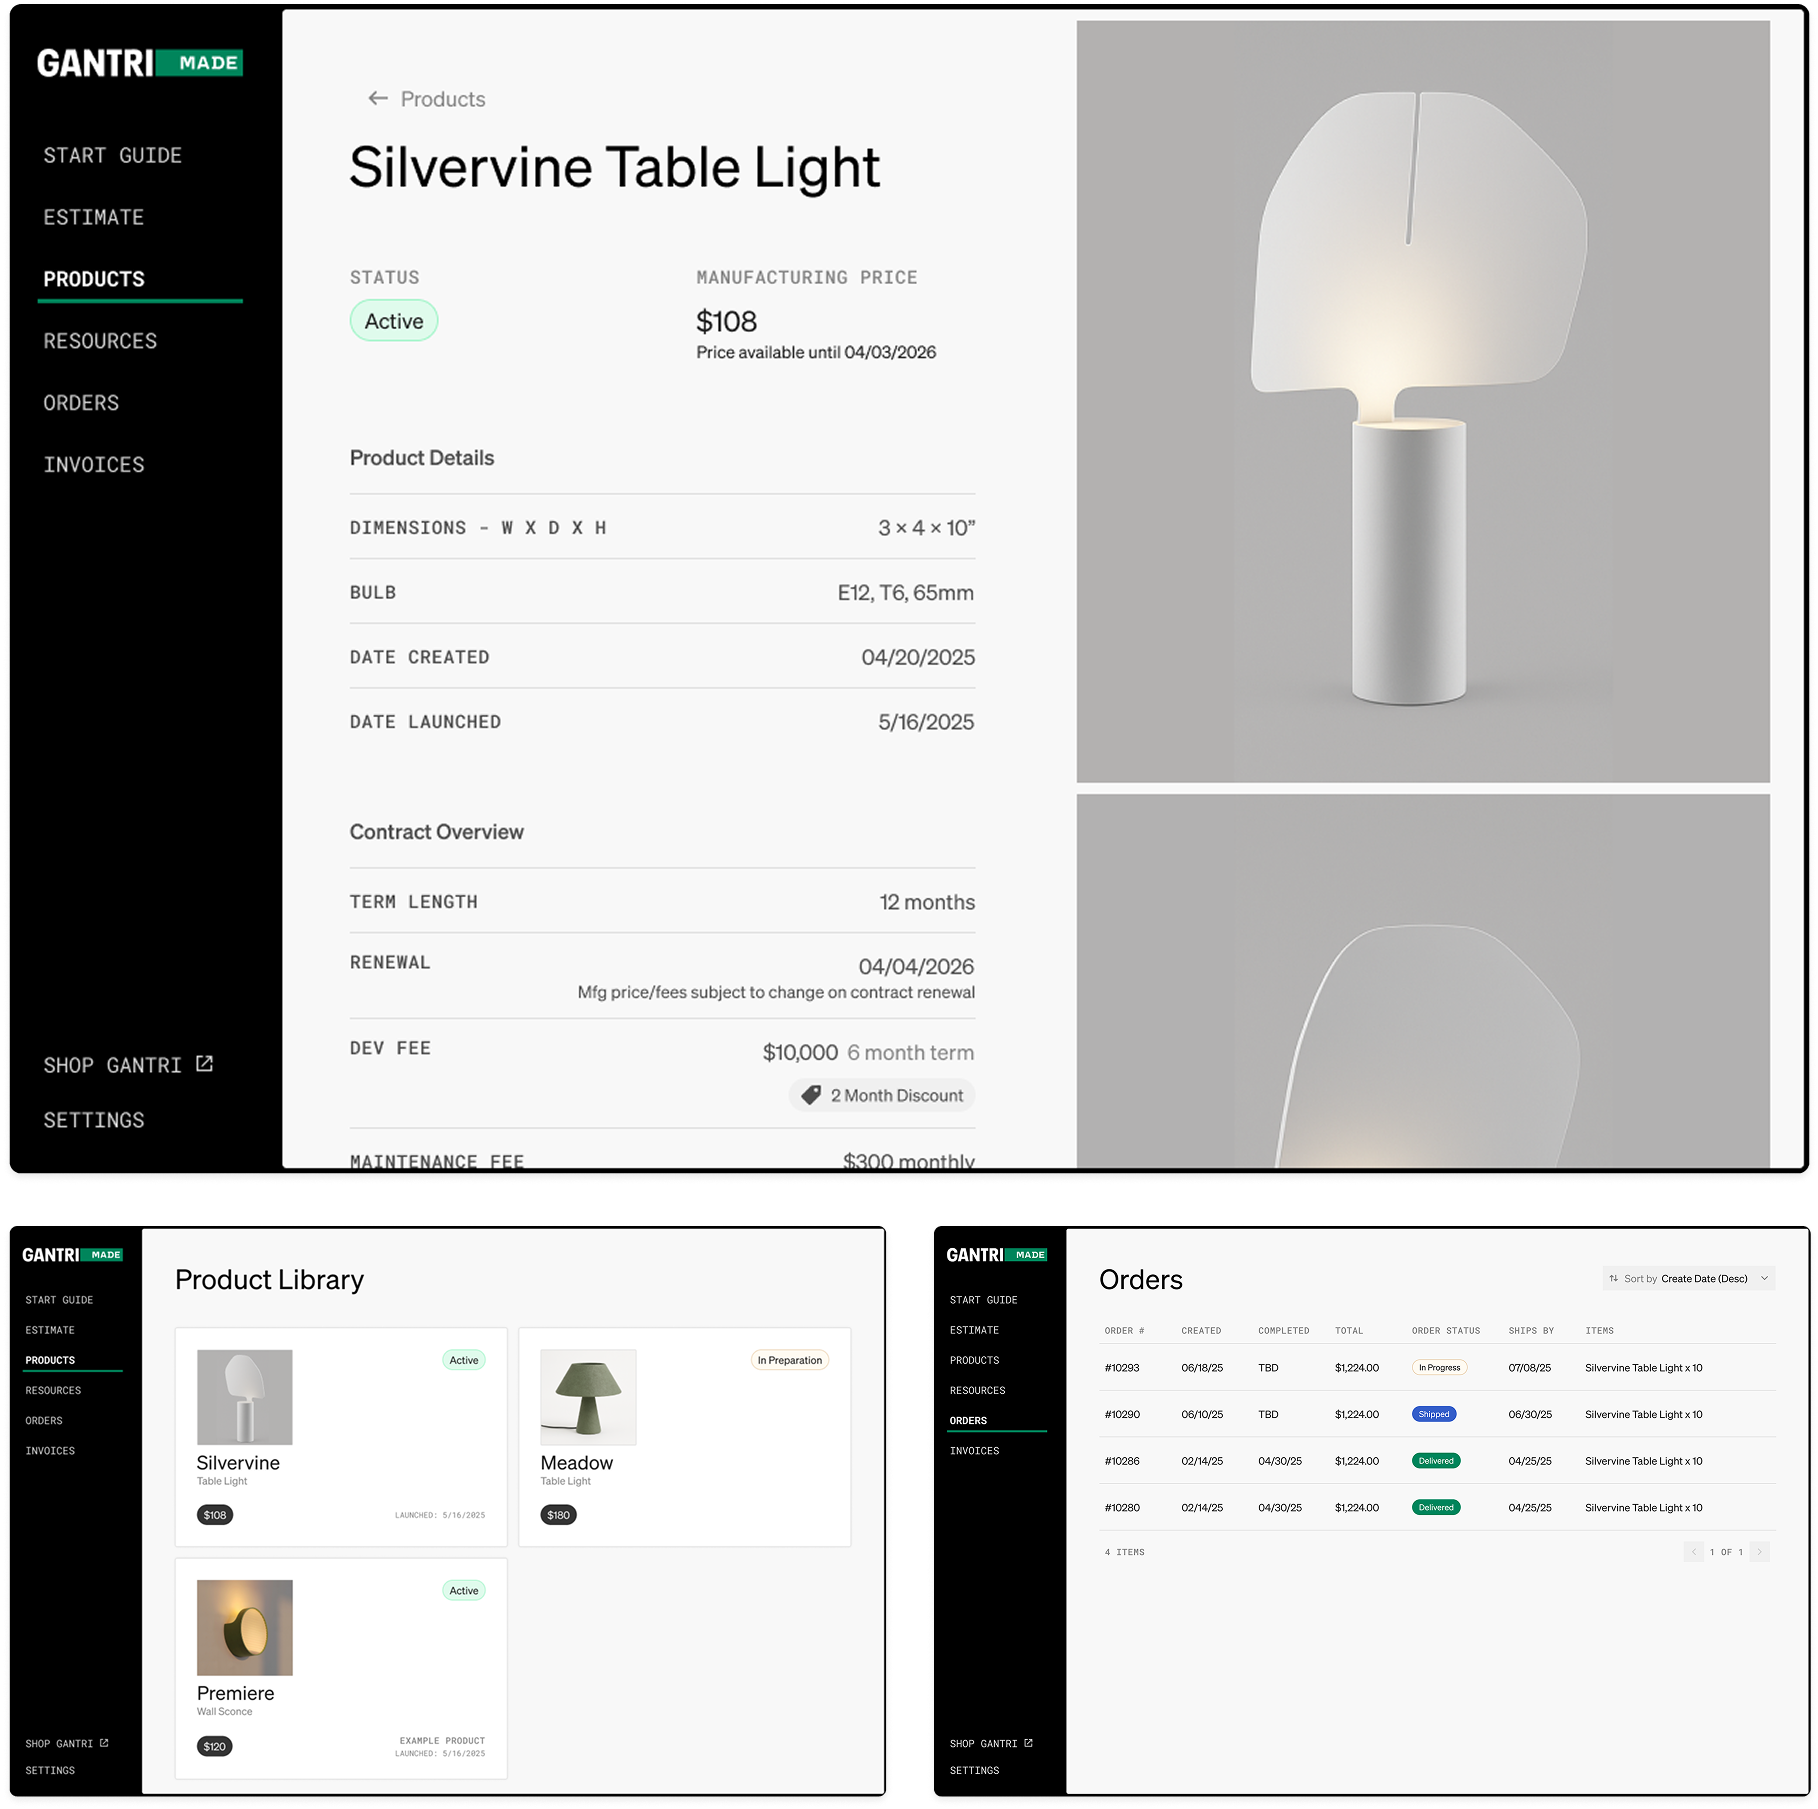 GANTRI MADE
START GUIDE
ESTIMATE
PRODUCTS
RESOURCES
ORDERS
INVOICES
SHOP GANTRI
SETTINGS
← Products
Silvervine Table Light
STATUS
Active
MANUFACTURING PRICE
$108
Price available until 04/03/2026
Product Details
DIMENSIONS - W X D X H 3 × 4 × 10”
BULB E12, T6, 65mm
DATE CREATED 04/20/2025
DATE LAUNCHED 5/16/2025
Contract Overview
TERM LENGTH 12 months
RENEWAL 04/04/2026
Mfg price/fees subject to change on contract renewal
DEV FEE $10,000 6 month term
2 Month Discount
MAINTENANCE FEE $300 monthly
GANTRI MADE
START GUIDE
ESTIMATE
PRODUCTS
RESOURCES
ORDERS
INVOICES
SHOP GANTRI
SETTINGS
Product Library
Active
Silvervine
Table Light
$108 LAUNCHED: 5/16/2025
In Preparation
Meadow
Table Light
$180
Active
Premiere
Wall Sconce
EXAMPLE PRODUCT
$120 LAUNCHED: 5/16/2025
GANTRI MADE
START GUIDE
ESTIMATE
PRODUCTS
RESOURCES
ORDERS
INVOICES
SHOP GANTRI
SETTINGS
Orders
Sort by Create Date (Desc)
ORDER # CREATED COMPLETED TOTAL ORDER STATUS SHIPS BY ITEMS
#10293 06/18/25 TBD $1,224.00 In Progress 07/08/25 Silvervine Table Light x 10
#10290 06/10/25 TBD $1,224.00 Shipped 06/30/25 Silvervine Table Light x 10
#10286 02/14/25 04/30/25 $1,224.00 Delivered 04/25/25 Silvervine Table Light x 10
#10280 02/14/25 04/30/25 $1,224.00 Delivered 04/25/25 Silvervine Table Light x 10
4 ITEMS < 1 OF 1 >